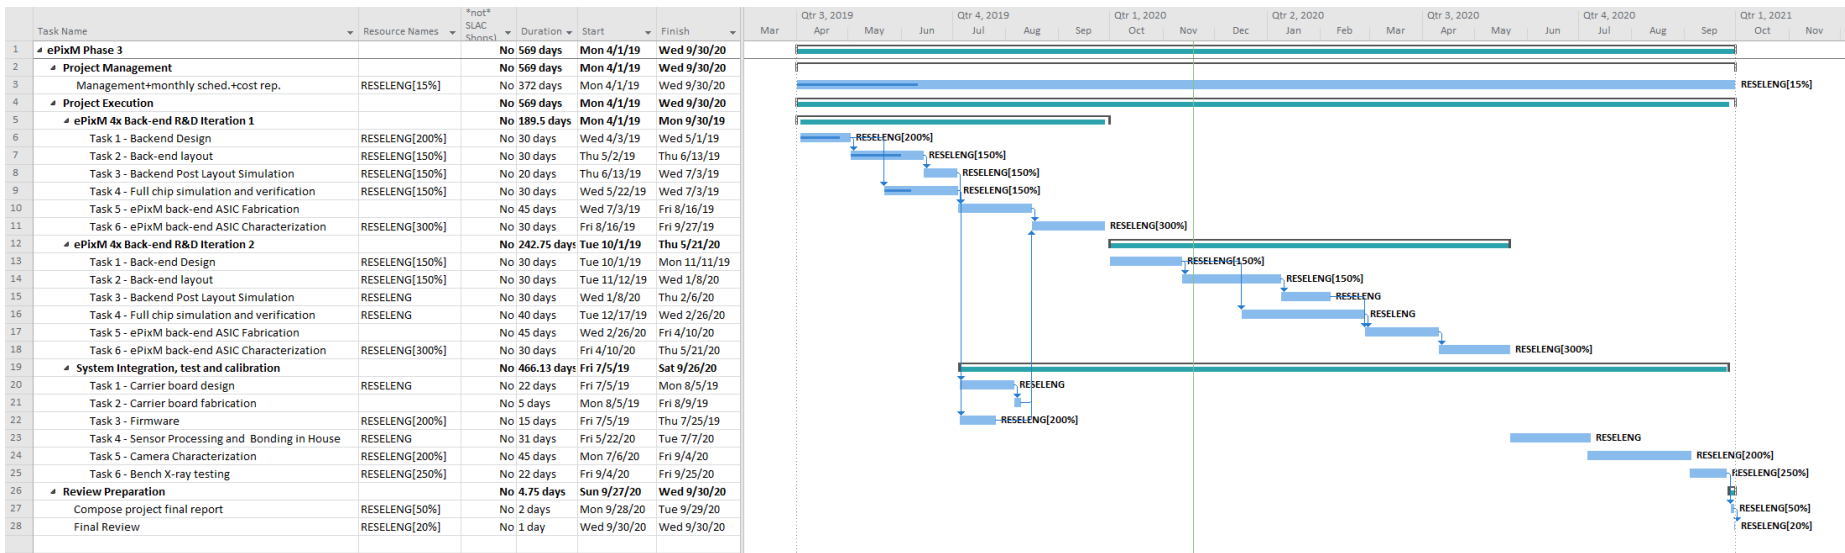 *not*
SLAC
Shops)
Task Name Resource Names Duration Start Finish
Qtr 3, 2019 Qtr 4, 2019 Qtr 1, 2020 Qtr 2, 2020 Qtr 3, 2020 Qtr 4, 2020 Qtr 1, 2021
Mar Apr May Jun Jul Aug Sep Oct Nov Dec Jan Feb Mar Apr May Jun Jul Aug Sep Oct Nov
1 ePixM Phase 3 No 569 days Mon 4/1/19 Wed 9/30/20
2 Project Management No 569 days Mon 4/1/19 Wed 9/30/20
3 Management+monthly sched.+cost rep. RESELENG[15%] No 372 days Mon 4/1/19 Wed 9/30/20 RESELENG[15%]
4 Project Execution No 569 days Mon 4/1/19 Wed 9/30/20
5 ePixM 4x Back-end R&D Iteration 1 No 189.5 days Mon 4/1/19 Mon 9/30/19
6 Task 1 - Backend Design RESELENG[200%] No 30 days Wed 4/3/19 Wed 5/1/19 RESELENG[200%]
7 Task 2 - Back-end layout RESELENG[150%] No 30 days Thu 5/2/19 Thu 6/13/19 RESELENG[150%]
8 Task 3 - Backend Post Layout Simulation RESELENG[150%] No 20 days Thu 6/13/19 Wed 7/3/19 RESELENG[150%]
9 Task 4 - Full chip simulation and verification RESELENG[150%] No 30 days Wed 5/22/19 Wed 7/3/19 RESELENG[150%]
10 Task 5 - ePixM back-end ASIC Fabrication No 45 days Wed 7/3/19 Fri 8/16/19
11 Task 6 - ePixM back-end ASIC Characterization RESELENG[300%] No 30 days Fri 8/16/19 Fri 9/27/19 RESELENG[300%]
12 ePixM 4x Back-end R&D Iteration 2 No 242.75 days Tue 10/1/19 Thu 5/21/20
13 Task 1 - Back-end Design RESELENG[150%] No 30 days Tue 10/1/19 Mon 11/11/19 RESELENG[150%]
14 Task 2 - Back-end layout RESELENG[150%] No 30 days Tue 11/12/19 Wed 1/8/20 RESELENG[150%]
15 Task 3 - Backend Post Layout Simulation RESELENG No 30 days Wed 1/8/20 Thu 2/6/20 RESELENG
16 Task 4 - Full chip simulation and verification RESELENG No 40 days Tue 12/17/19 Wed 2/26/20 RESELENG
17 Task 5 - ePixM back-end ASIC Fabrication No 45 days Wed 2/26/20 Fri 4/10/20
18 Task 6 - ePixM back-end ASIC Characterization RESELENG[300%] No 30 days Fri 4/10/20 Thu 5/21/20 RESELENG[300%]
19 System Integration, test and calibration No 466.13 days Fri 7/5/19 Sat 9/26/20
20 Task 1 - Carrier board design RESELENG No 22 days Fri 7/5/19 Mon 8/5/19 RESELENG
21 Task 2 - Carrier board fabrication No 5 days Mon 8/5/19 Fri 8/9/19
22 Task 3 - Firmware RESELENG[200%] No 15 days Fri 7/5/19 Thu 7/25/19 RESELENG[200%]
23 Task 4 - Sensor Processing and Bonding in House RESELENG No 31 days Fri 5/22/20 Tue 7/7/20 RESELENG
24 Task 5 - Camera Characterization RESELENG[200%] No 45 days Mon 7/6/20 Fri 9/4/20 RESELENG[200%]
25 Task 6 - Bench X-ray testing RESELENG[250%] No 22 days Fri 9/4/20 Fri 9/25/20 RESELENG[250%]
26 Review Preparation No 4.75 days Sun 9/27/20 Wed 9/30/20
27 Compose project final report RESELENG[50%] No 2 days Mon 9/28/20 Tue 9/29/20 RESELENG[50%]
28 Final Review RESELENG[20%] No 1 day Wed 9/30/20 Wed 9/30/20 RESELENG[20%]